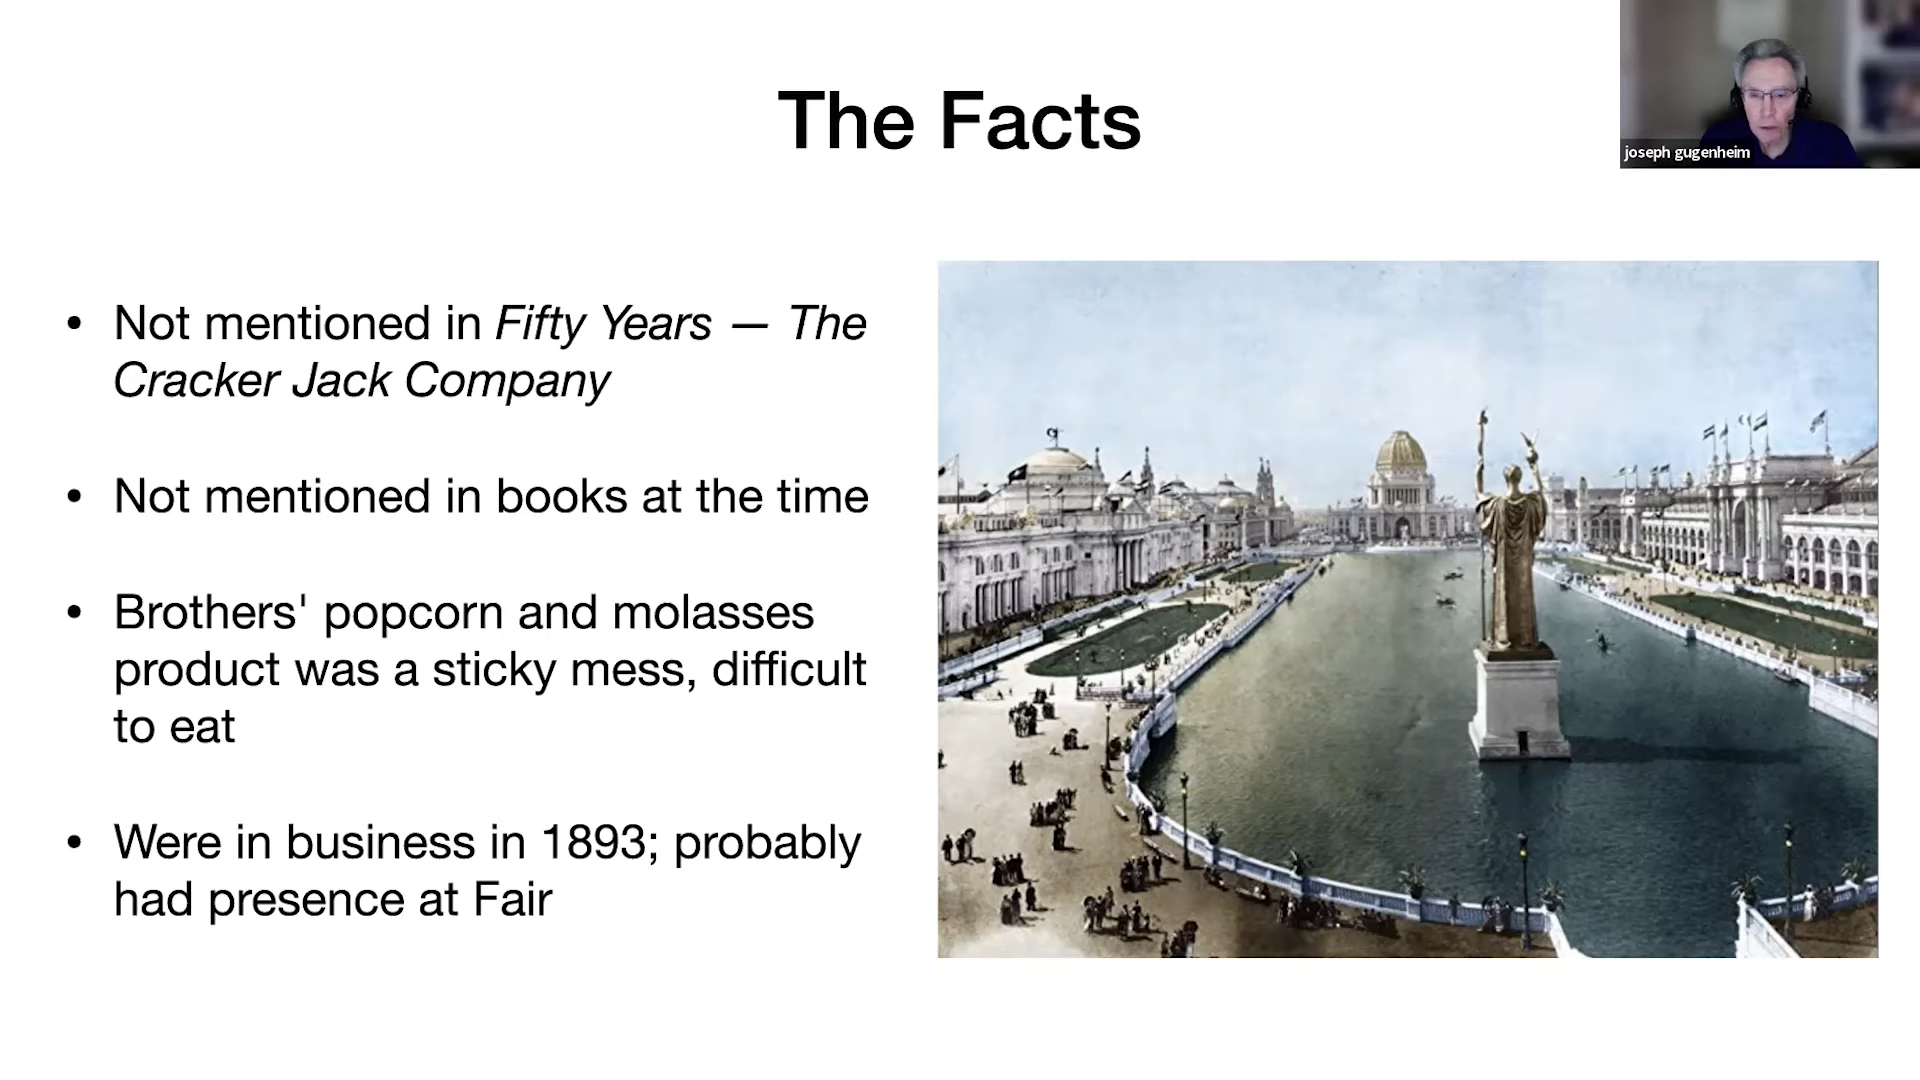 The Facts
joseph gugenheim
• Not mentioned in Fifty Years — The
Cracker Jack Company
• Not mentioned in books at the time
• Brothers' popcorn and molasses
product was a sticky mess, difficult
to eat
• Were in business in 1893; probably
had presence at Fair